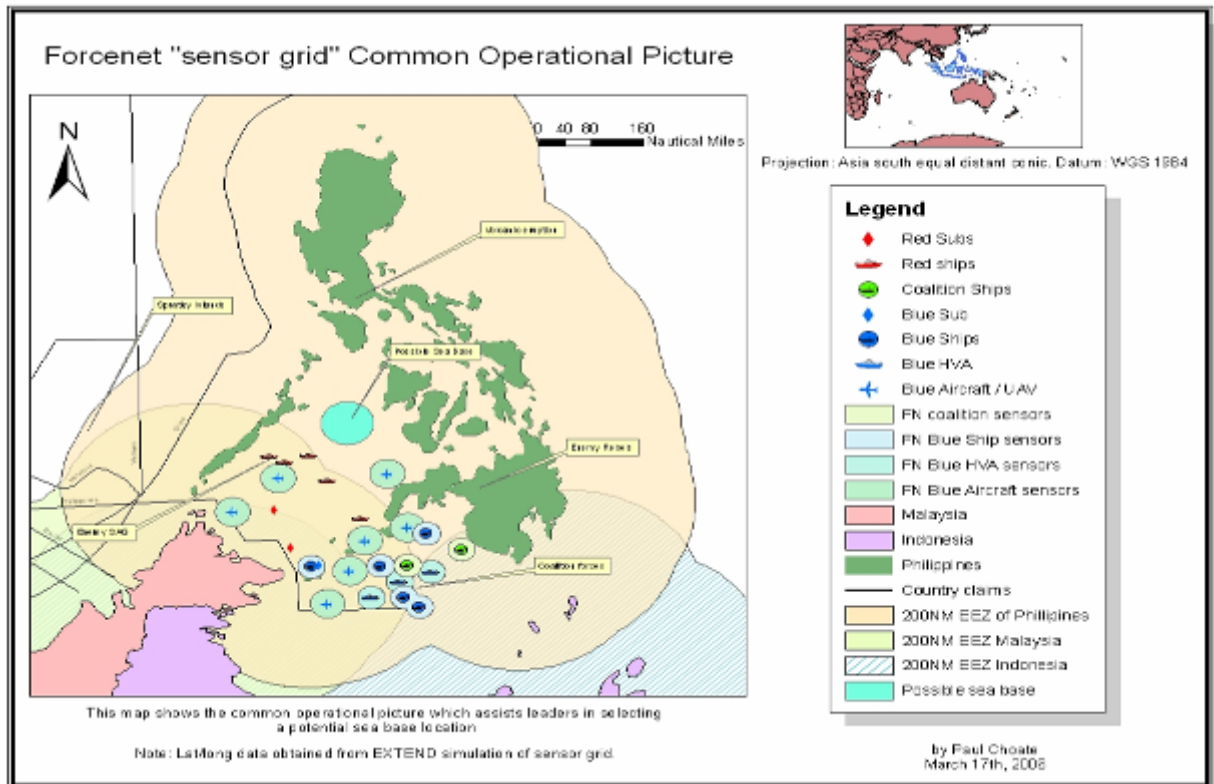 Forcenet "sensor grid" Common Operational Picture
N
0 40 80 160
Nautical Miles
Projection: Asia south equal distant conic. Datum: WGS 1984
Possible Sea base
Coalition forces
Legend
Red Subs
Red ships
Coalition Ships
Blue Sub
Blue Ships
Blue HVA
Blue Aircraft / UAV
FN coalition sensors
FN Blue Ship sensors
FN Blue HVA sensors
FN Blue Aircraft sensors
Malaysia
Indonesia
Philippines
Country claims
200NM EEZ of Phillipines
200NM EEZ Malaysia
200NM EEZ Indonesia
Possible sea base
This map shows the common operational picture which assists leaders in selecting
a potential sea base location
Note: Lat/long data obtained from EXTEND simulation of sensor grid.
by Paul Choate
March 17th, 2006